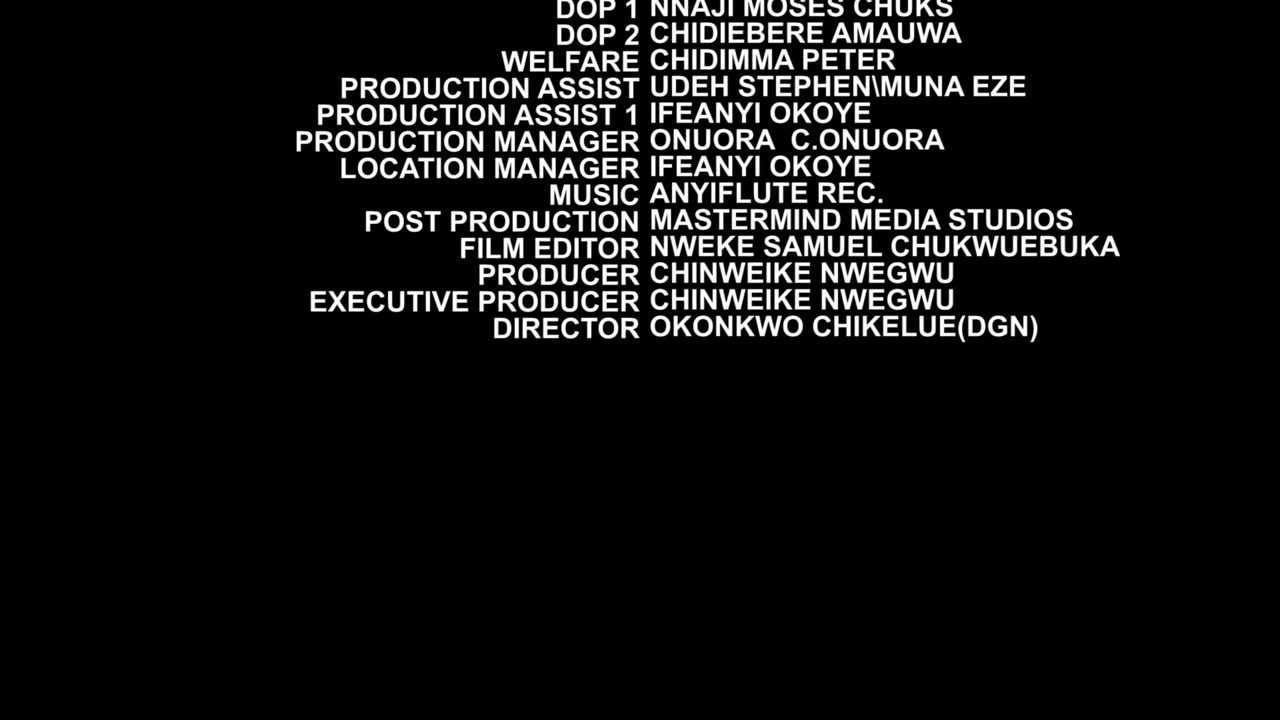 DOP 1 NNAJI MOSES CHUKS
DOP 2 CHIDIEBERE AMAUWA
WELFARE CHIDIMMA PETER
PRODUCTION ASSIST UDEH STEPHEN\MUNA EZE
PRODUCTION ASSIST 1 IFEANYI OKOYE
PRODUCTION MANAGER ONUORA  C.ONUORA
LOCATION MANAGER IFEANYI OKOYE
MUSIC ANYIFLUTE REC.
POST PRODUCTION MASTERMIND MEDIA STUDIOS
FILM EDITOR NWEKE SAMUEL CHUKWUEBUKA
PRODUCER CHINWEIKE NWEGWU
EXECUTIVE PRODUCER CHINWEIKE NWEGWU
DIRECTOR OKONKWO CHIKELUE(DGN)